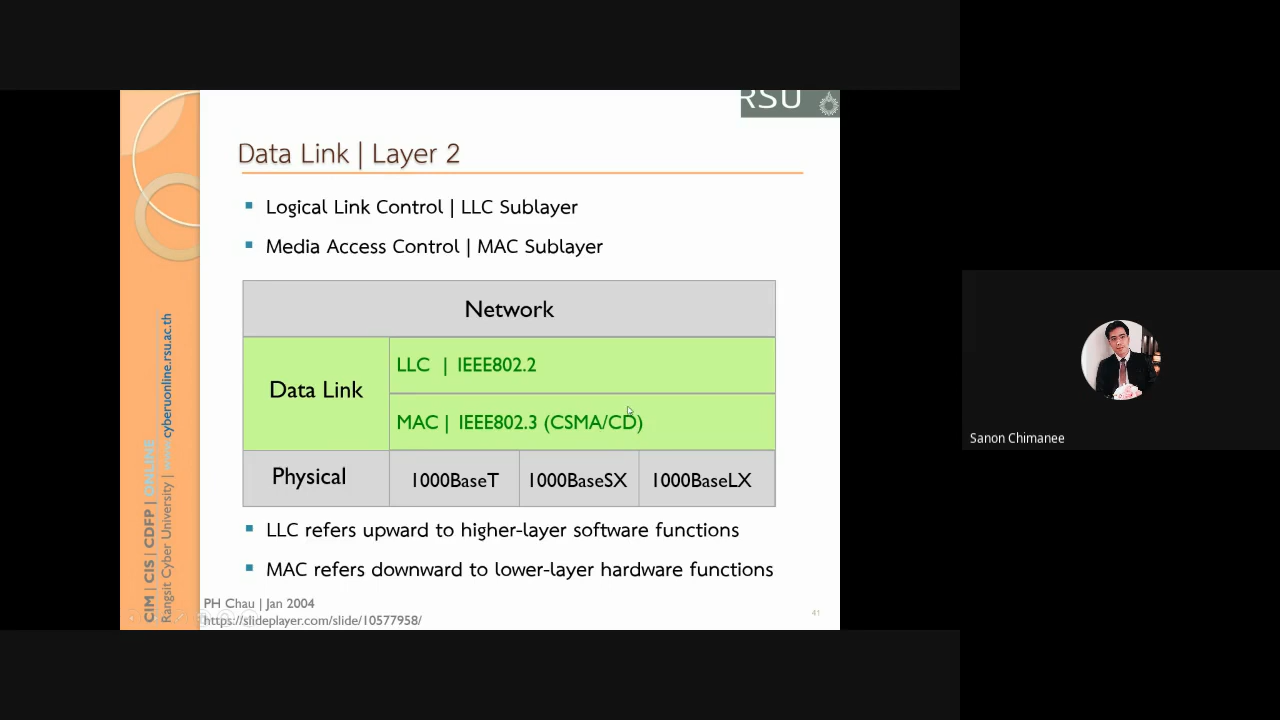 RSU
Data Link | Layer 2
Logical Link Control | LLC Sublayer
Media Access Control | MAC Sublayer
Network
Data Link
LLC | IEEE802.2
MAC | IEEE802.3 (CSMA/CD)
Physical
1000BaseT
1000BaseSX
1000BaseLX
LLC refers upward to higher-layer software functions
MAC refers downward to lower-layer hardware functions
PH Chau | Jan 2004
https://slideplayer.com/slide/10577958/
41
CIM | CIS | CDFP | ONLINE
Rangsit Cyber University | www.cyberuonline.rsu.ac.th
Sanon Chimanee